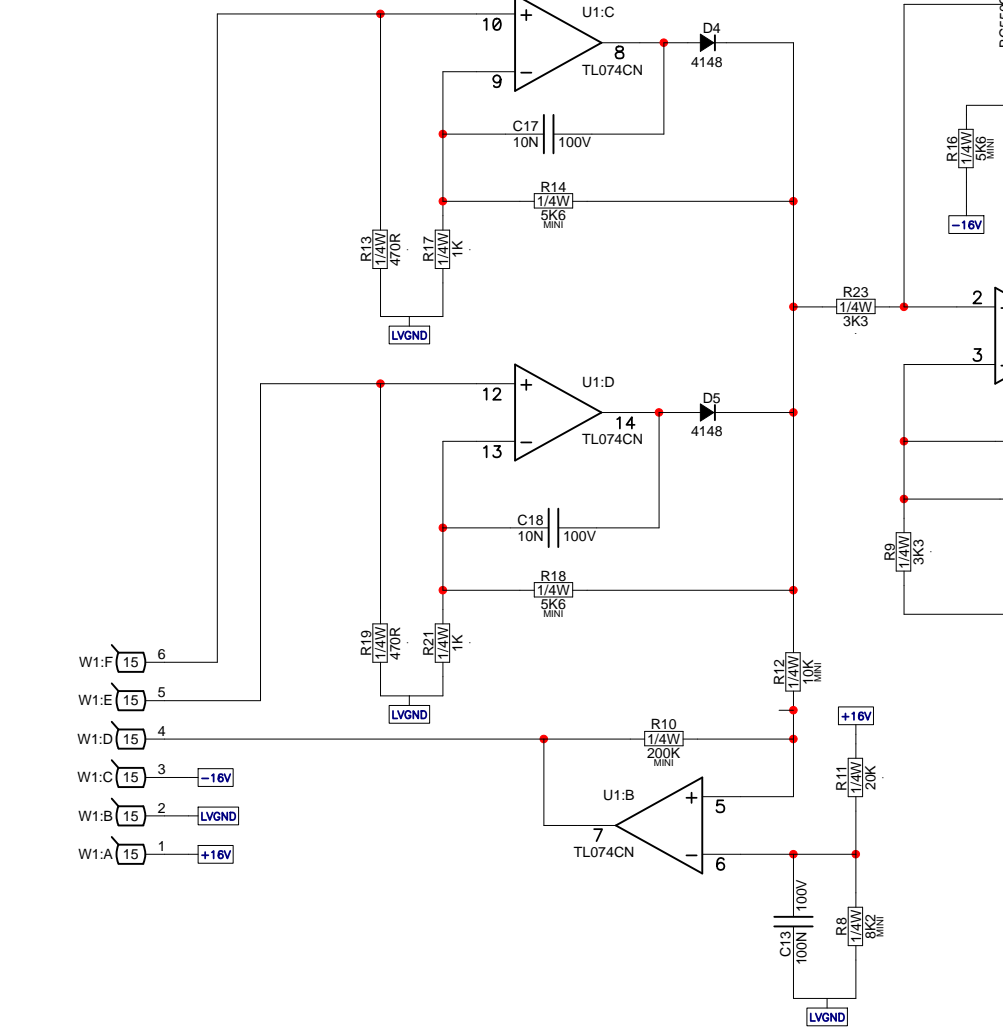 U1:C
10
+
8
TL074CN
9
−
D4
4148
C17
10N
100V
R14
1/4W
5K6
MINI
R13
1/4W
470R
R17
1/4W
1K
LVGND
R16
1/4W
5K6
MINI
−16V
R23
1/4W
3K3
2
3
U1:D
12
+
14
TL074CN
13
−
D5
4148
C18
10N
100V
R18
1/4W
5K6
MINI
R9
1/4W
3K3
R19
1/4W
470R
R21
1/4W
1K
LVGND
R12
1/4W
10K
MINI
W1:F 15 6
W1:E 15 5
W1:D 15 4
W1:C 15 3 −16V
W1:B 15 2 LVGND
W1:A 15 1 +16V
R10
1/4W
200K
MINI
+16V
R11
1/4W
20K
U1:B
+
5
7
TL074CN
−
6
100V
C13
100N
R8
1/4W
8K2
MINI
LVGND